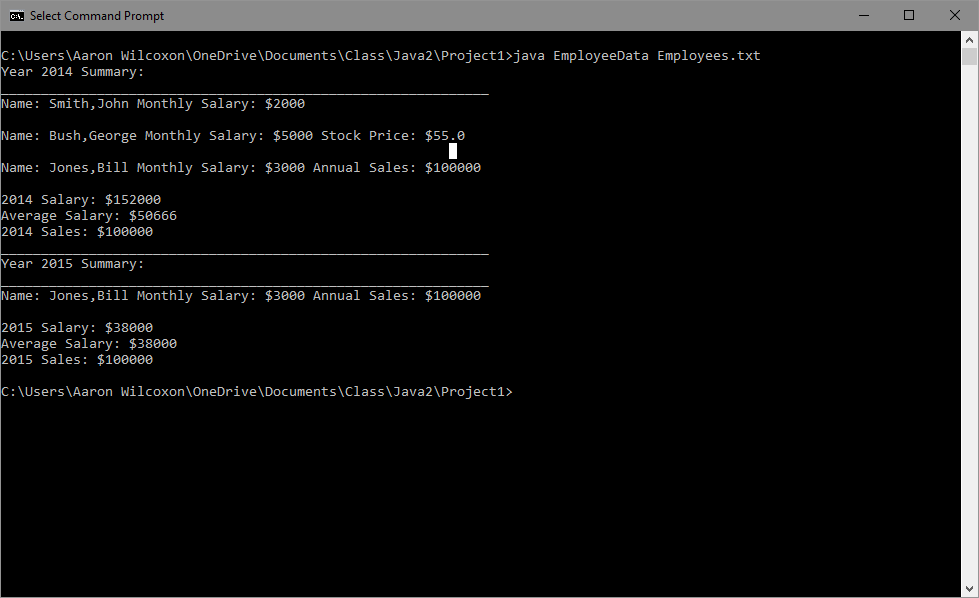 Select Command Prompt
C:\Users\Aaron Wilcoxon\OneDrive\Documents\Class\Java2\Project1>java EmployeeData Employees.txt
Year 2014 Summary:
_____________________________________________________________
Name: Smith,John Monthly Salary: $2000
Name: Bush,George Monthly Salary: $5000 Stock Price: $55.0
Name: Jones,Bill Monthly Salary: $3000 Annual Sales: $100000
2014 Salary: $152000
Average Salary: $50666
2014 Sales: $100000
_____________________________________________________________
Year 2015 Summary:
_____________________________________________________________
Name: Jones,Bill Monthly Salary: $3000 Annual Sales: $100000
2015 Salary: $38000
Average Salary: $38000
2015 Sales: $100000
C:\Users\Aaron Wilcoxon\OneDrive\Documents\Class\Java2\Project1>